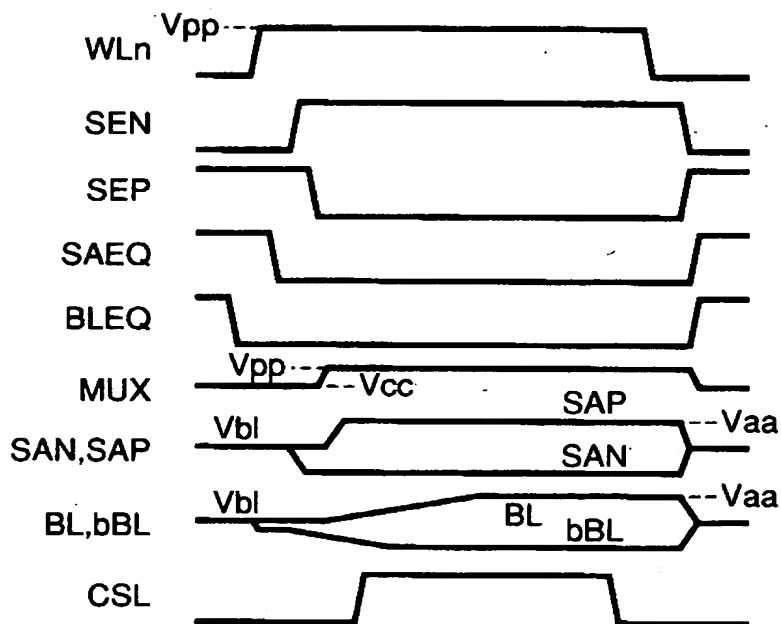 Vpp
WLn
SEN
SEP
SAEQ
BLEQ
Vpp
MUX
Vcc
SAP
Vbl
Vaa
SAN,SAP
SAN
Vbl
Vaa
BL,bBL
BL
bBL
CSL